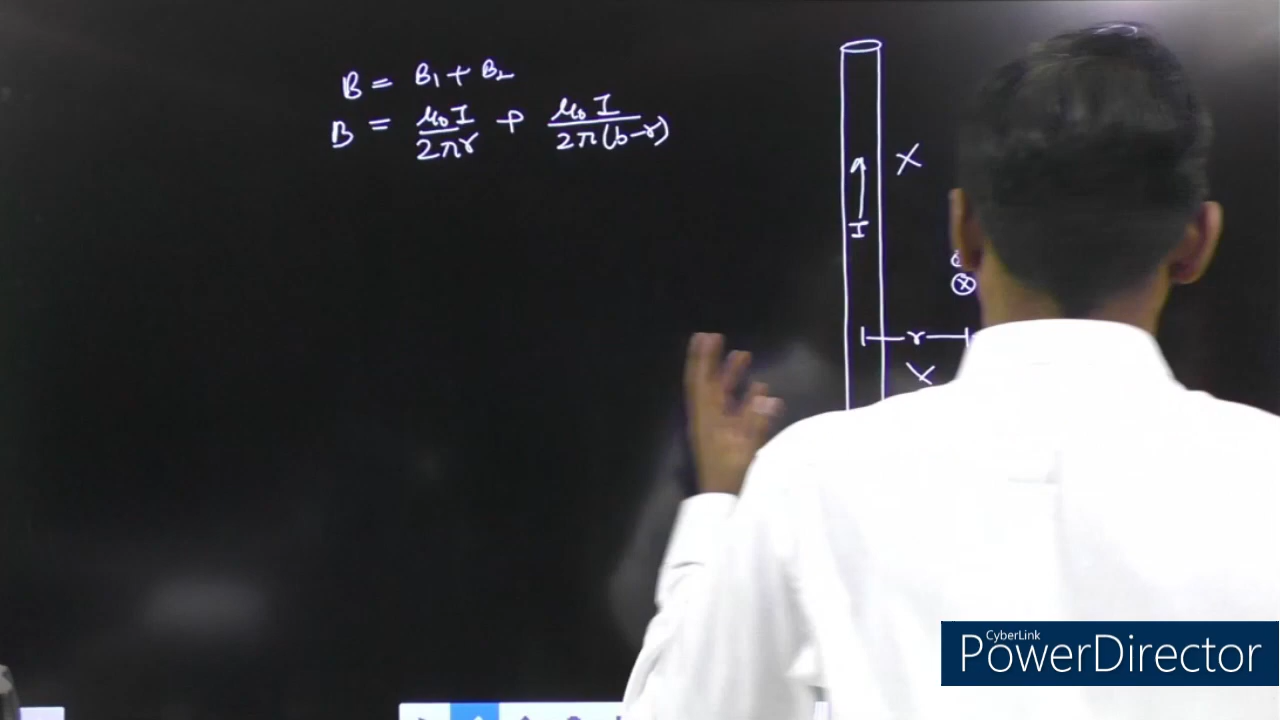 B = B₁ + B₂
B = μ₀I/2πr + μ₀I/2π(b-r)
X
I
r
X
CyberLink
PowerDirector